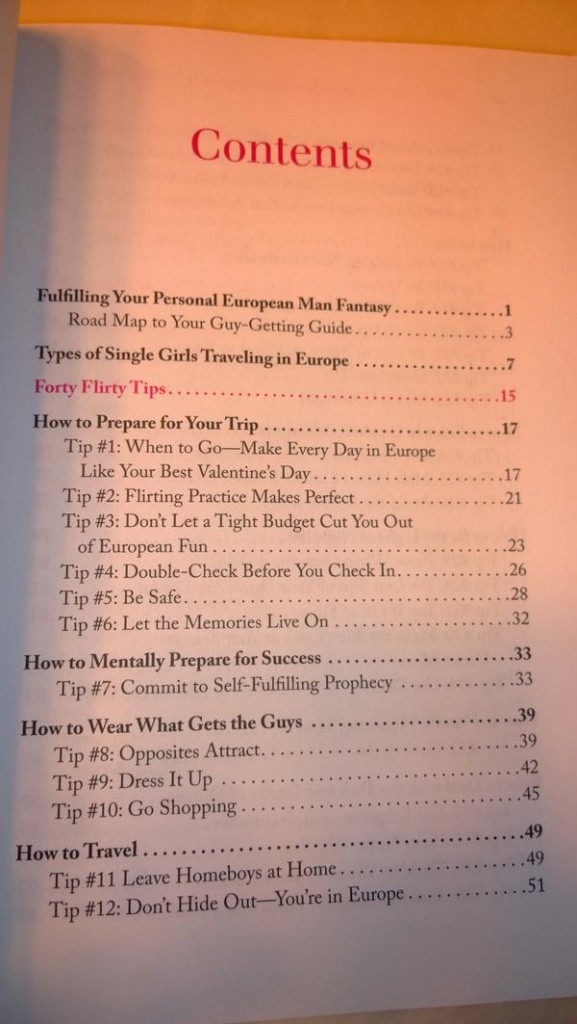 Contents
Fulfilling Your Personal European Man Fantasy..............1
Road Map to Your Guy-Getting Guide..................3
Types of Single Girls Traveling in Europe ..................7
Forty Flirty Tips.......................................15
How to Prepare for Your Trip ............................17
Tip #1: When to Go—Make Every Day in Europe
Like Your Best Valentine's Day.......................17
Tip #2: Flirting Practice Makes Perfect .................21
Tip #3: Don't Let a Tight Budget Cut You Out
of European Fun ...................................23
Tip #4: Double-Check Before You Check In.............26
Tip #5: Be Safe.......................................28
Tip #6: Let the Memories Live On .....................32
How to Mentally Prepare for Success ......................33
Tip #7: Commit to Self-Fulfilling Prophecy .............33
How to Wear What Gets the Guys ........................39
Tip #8: Opposites Attract..............................39
Tip #9: Dress It Up ...................................42
Tip #10: Go Shopping .................................45
How to Travel ...........................................49
Tip #11 Leave Homeboys at Home......................49
Tip #12: Don't Hide Out—You're in Europe .............51